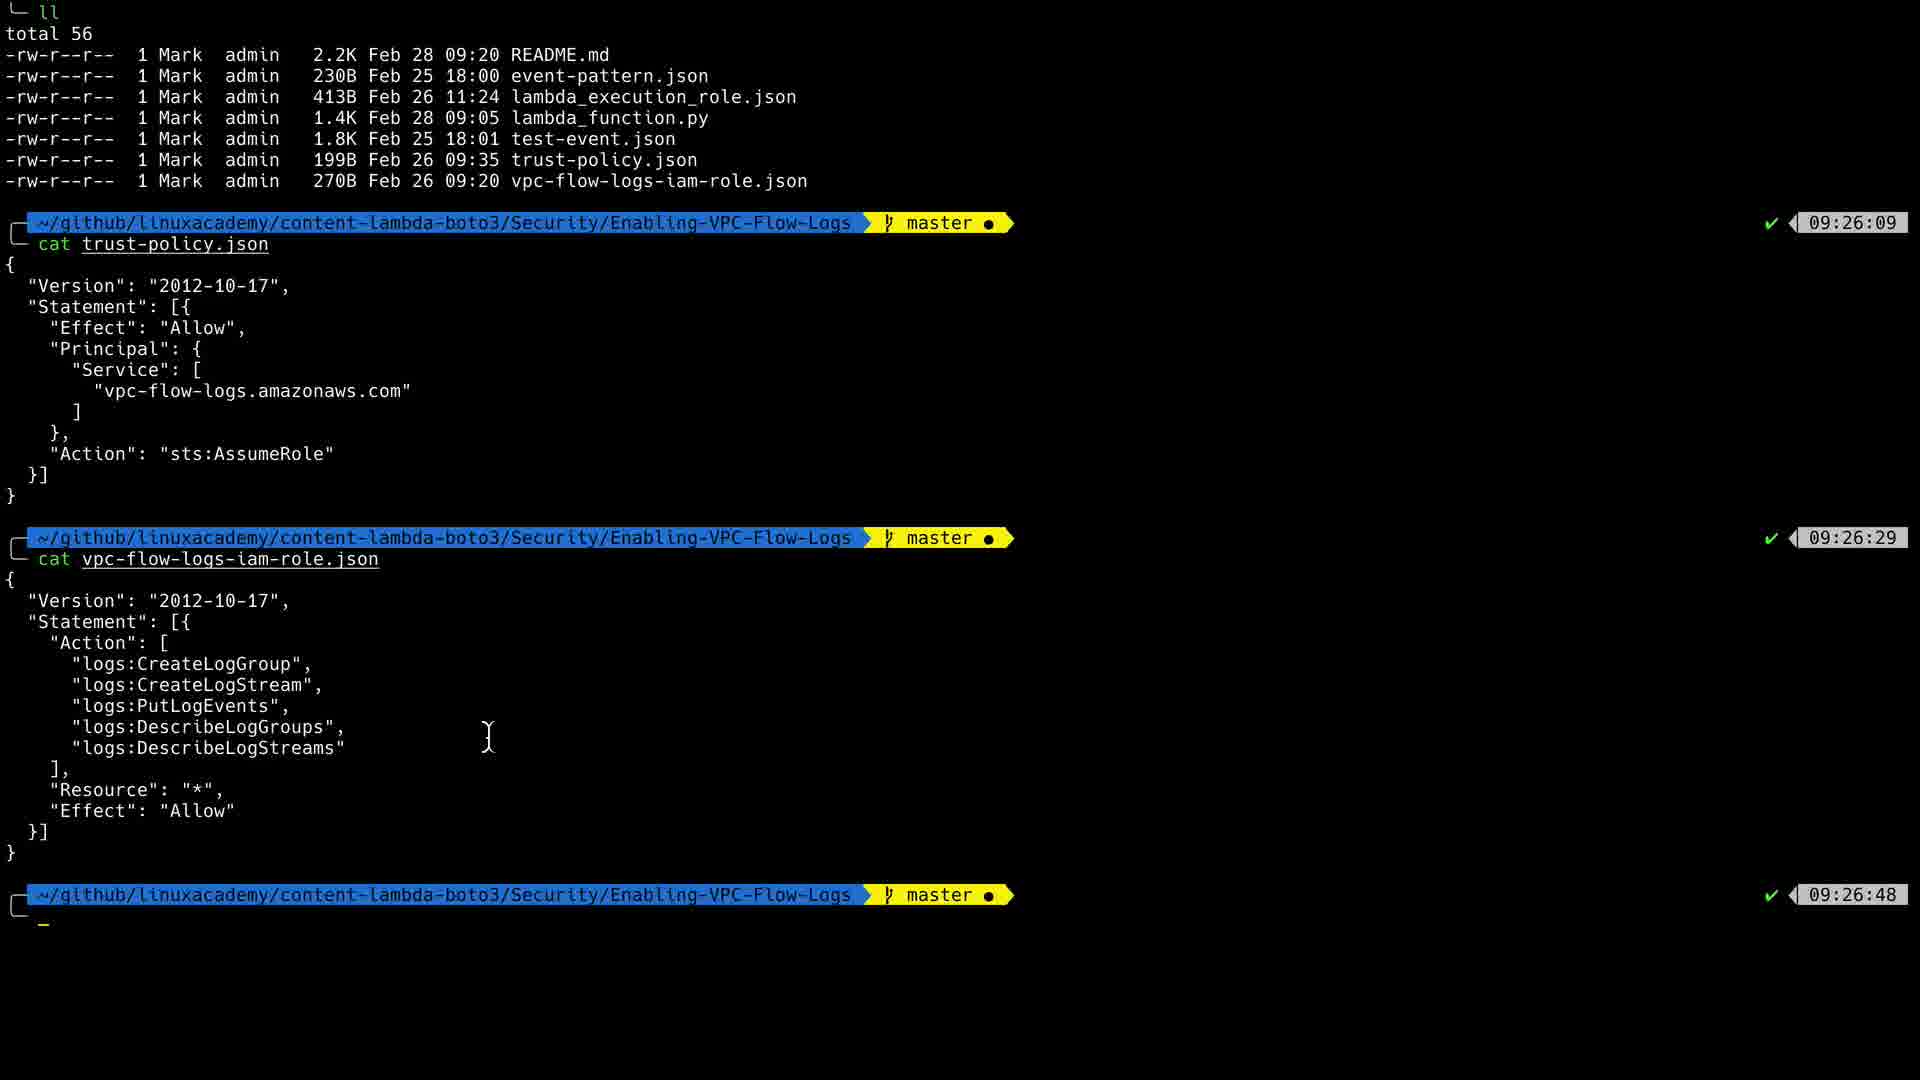 ll
total 56
-rw-r--r--  1 Mark  admin   2.2K Feb 28 09:20 README.md
-rw-r--r--  1 Mark  admin   230B Feb 25 18:00 event-pattern.json
-rw-r--r--  1 Mark  admin   413B Feb 26 11:24 lambda_execution_role.json
-rw-r--r--  1 Mark  admin   1.4K Feb 28 09:05 lambda_function.py
-rw-r--r--  1 Mark  admin   1.8K Feb 25 18:01 test-event.json
-rw-r--r--  1 Mark  admin   199B Feb 26 09:35 trust-policy.json
-rw-r--r--  1 Mark  admin   270B Feb 26 09:20 vpc-flow-logs-iam-role.json
~/github/linuxacademy/content-lambda-boto3/Security/Enabling-VPC-Flow-Logs master ● ✔ 09:26:09
cat trust-policy.json
{
  "Version": "2012-10-17",
  "Statement": [{
    "Effect": "Allow",
    "Principal": {
      "Service": [
        "vpc-flow-logs.amazonaws.com"
      ]
    },
    "Action": "sts:AssumeRole"
  }]
}
~/github/linuxacademy/content-lambda-boto3/Security/Enabling-VPC-Flow-Logs master ● ✔ 09:26:29
cat vpc-flow-logs-iam-role.json
{
  "Version": "2012-10-17",
  "Statement": [{
    "Action": [
      "logs:CreateLogGroup",
      "logs:CreateLogStream",
      "logs:PutLogEvents",
      "logs:DescribeLogGroups",
      "logs:DescribeLogStreams"
    ],
    "Resource": "*",
    "Effect": "Allow"
  }]
}
~/github/linuxacademy/content-lambda-boto3/Security/Enabling-VPC-Flow-Logs master ● ✔ 09:26:48